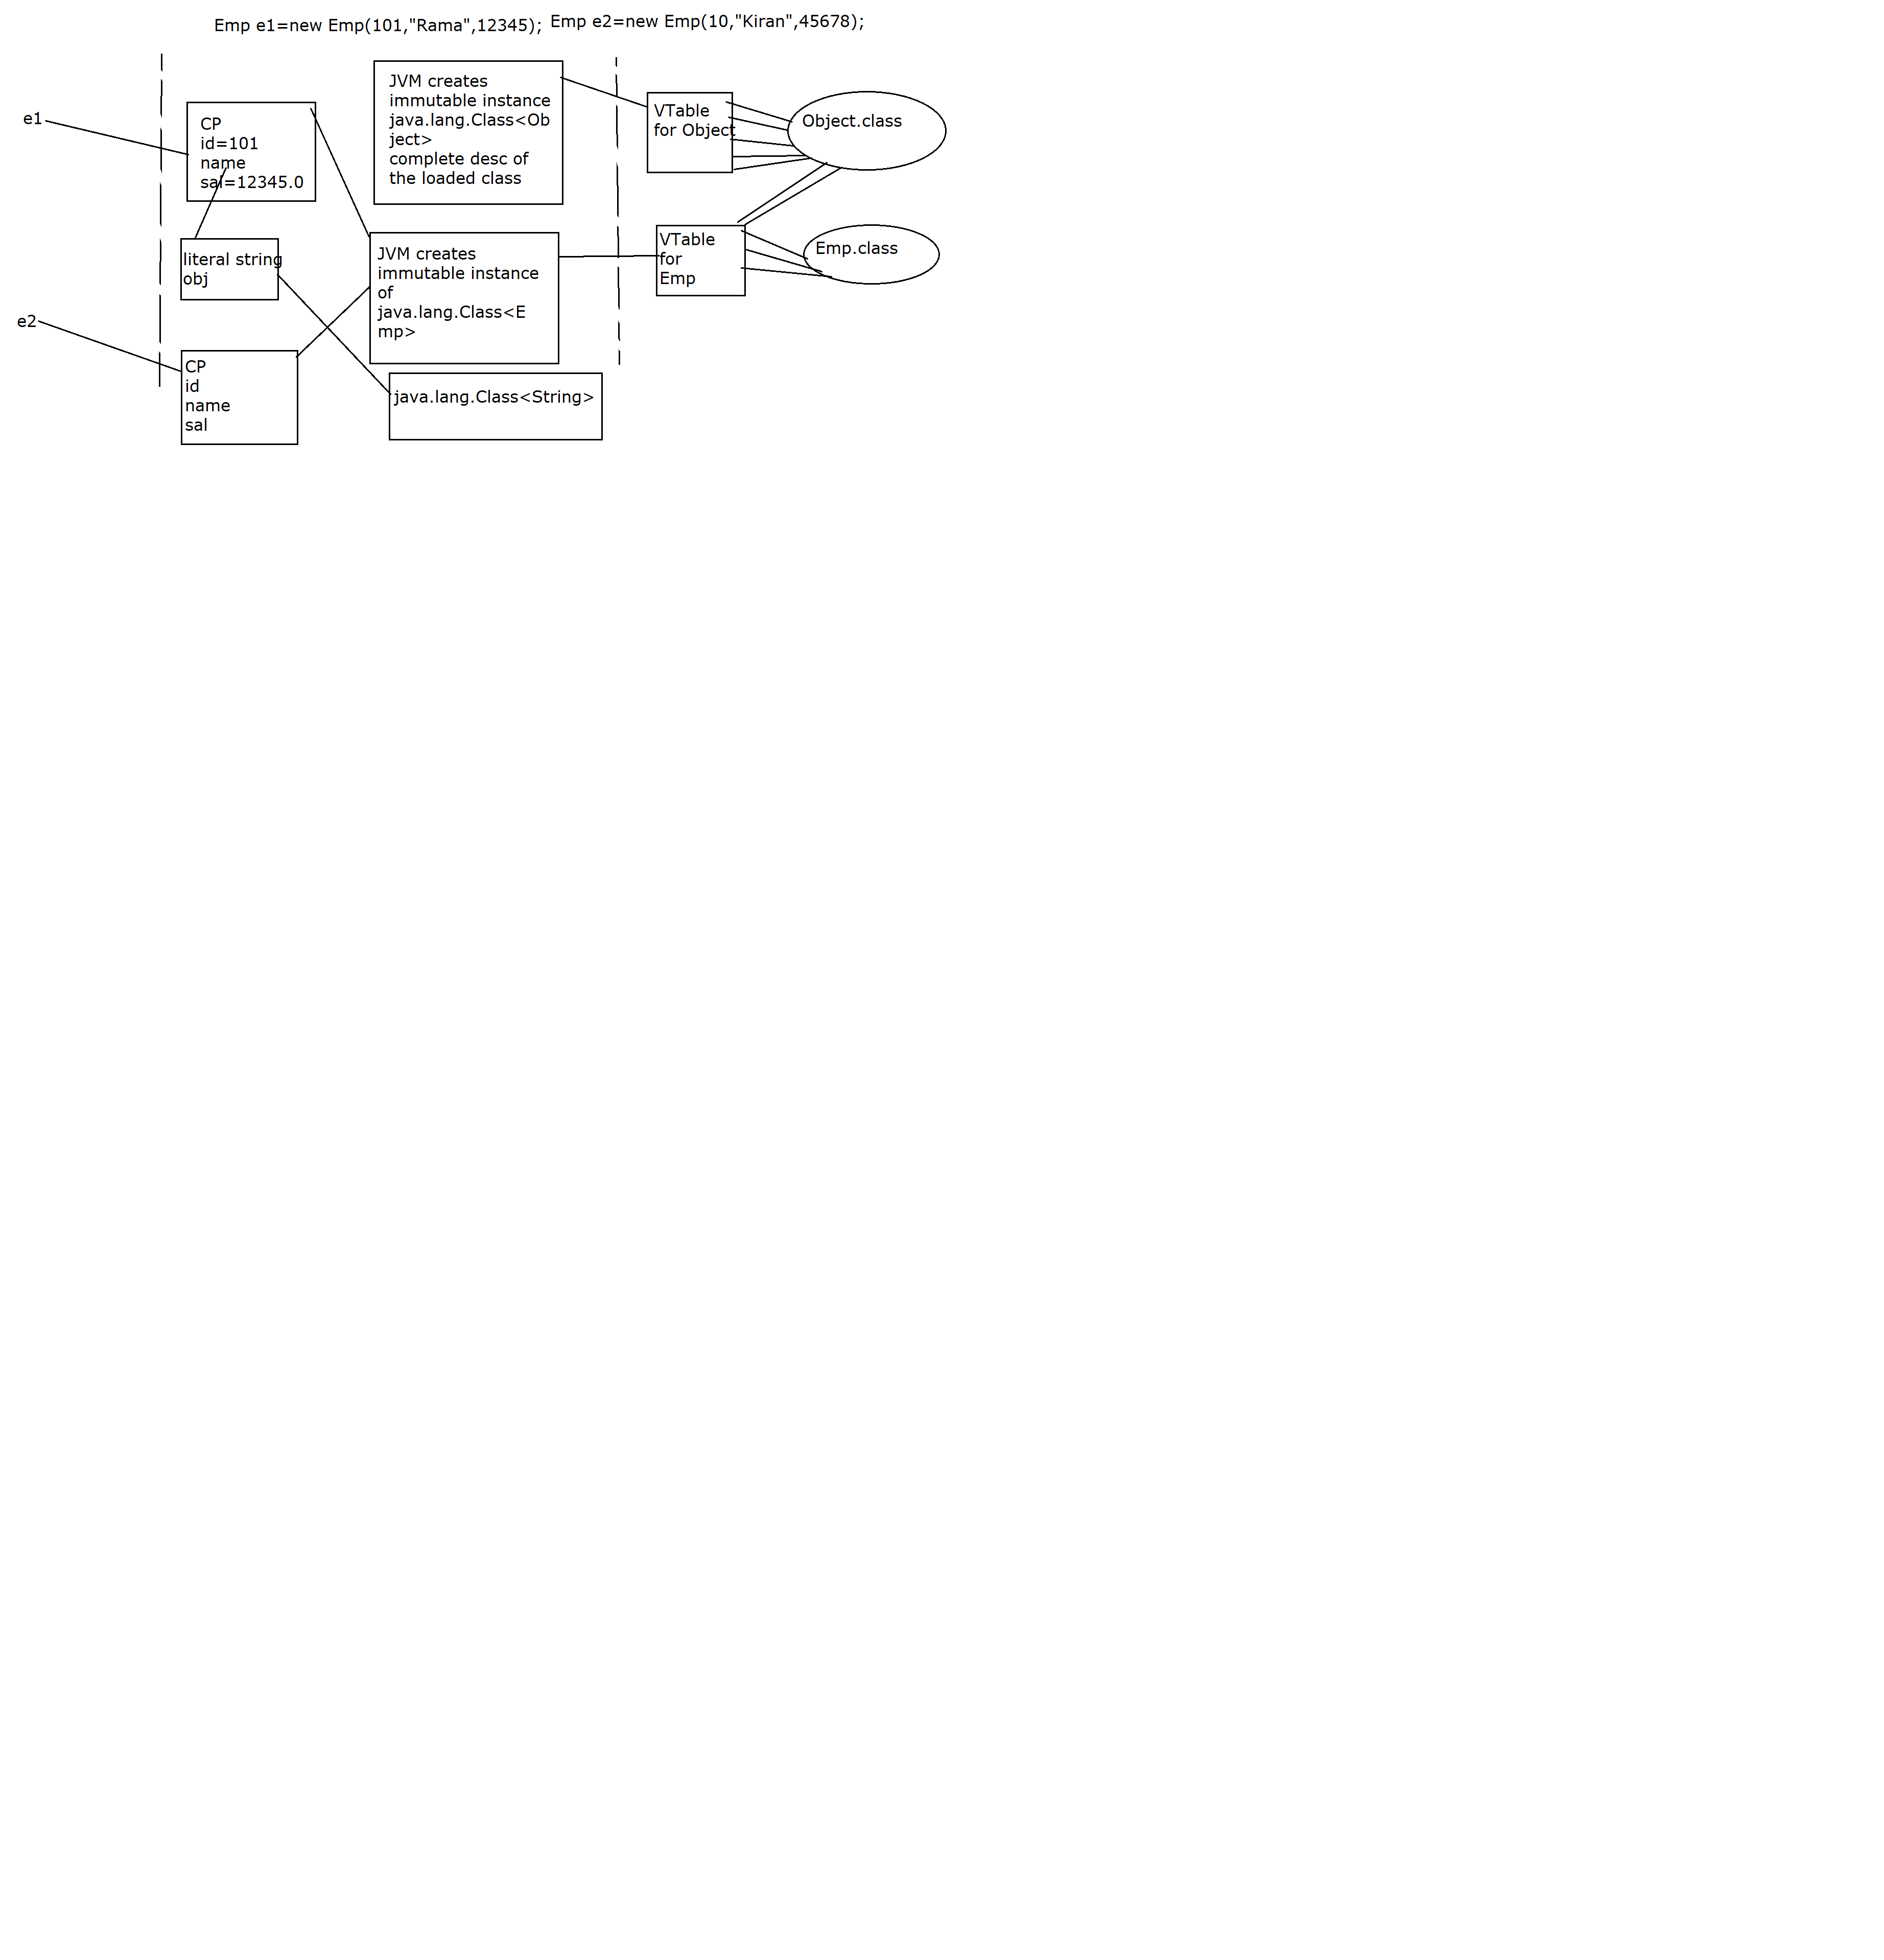 Emp e1=new Emp(101,"Rama",12345);
Emp e2=new Emp(10,"Kiran",45678);
e1
CP
id=101
name
sal=12345.0
JVM creates
immutable instance
java.lang.Class<Ob
ject>
complete desc of
the loaded class
VTable
for Object
Object.class
literal string
obj
JVM creates
immutable instance
of
java.lang.Class<E
mp>
VTable
for
Emp
Emp.class
e2
CP
id
name
sal
java.lang.Class<String>